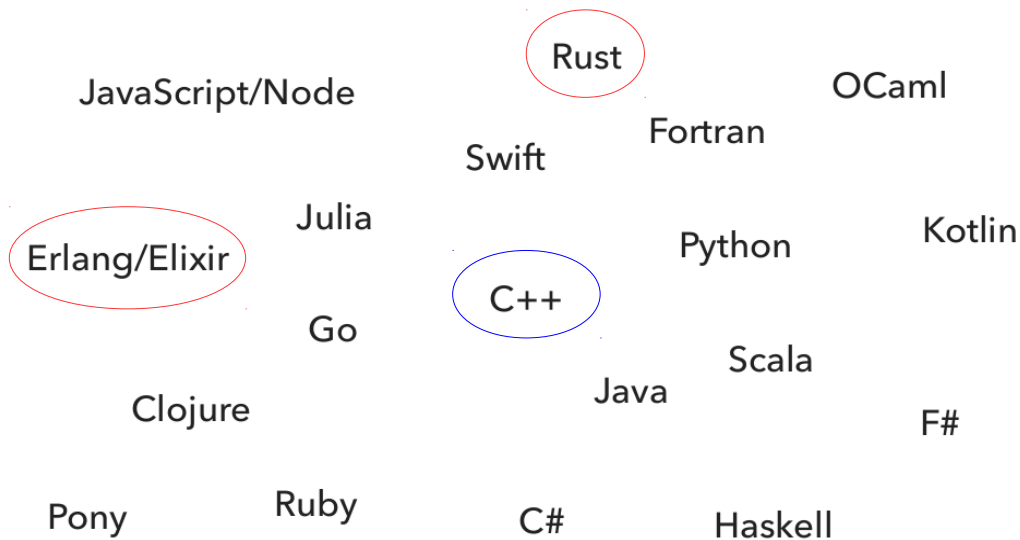 Rust
JavaScript/Node
OCaml
Fortran
Swift
Julia
Kotlin
Python
Erlang/Elixir
C++
Go
Scala
Java
Clojure
F#
Ruby
Pony
C#
Haskell